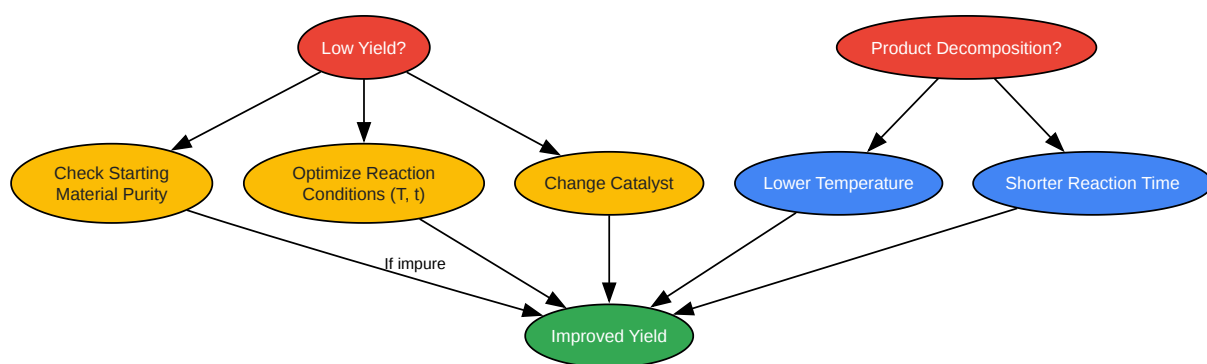 Low Yield?
Product Decomposition?
Check Starting
Material Purity
Optimize Reaction
Conditions (T, t)
Change Catalyst
Lower Temperature
Shorter Reaction Time
If impure
Improved Yield